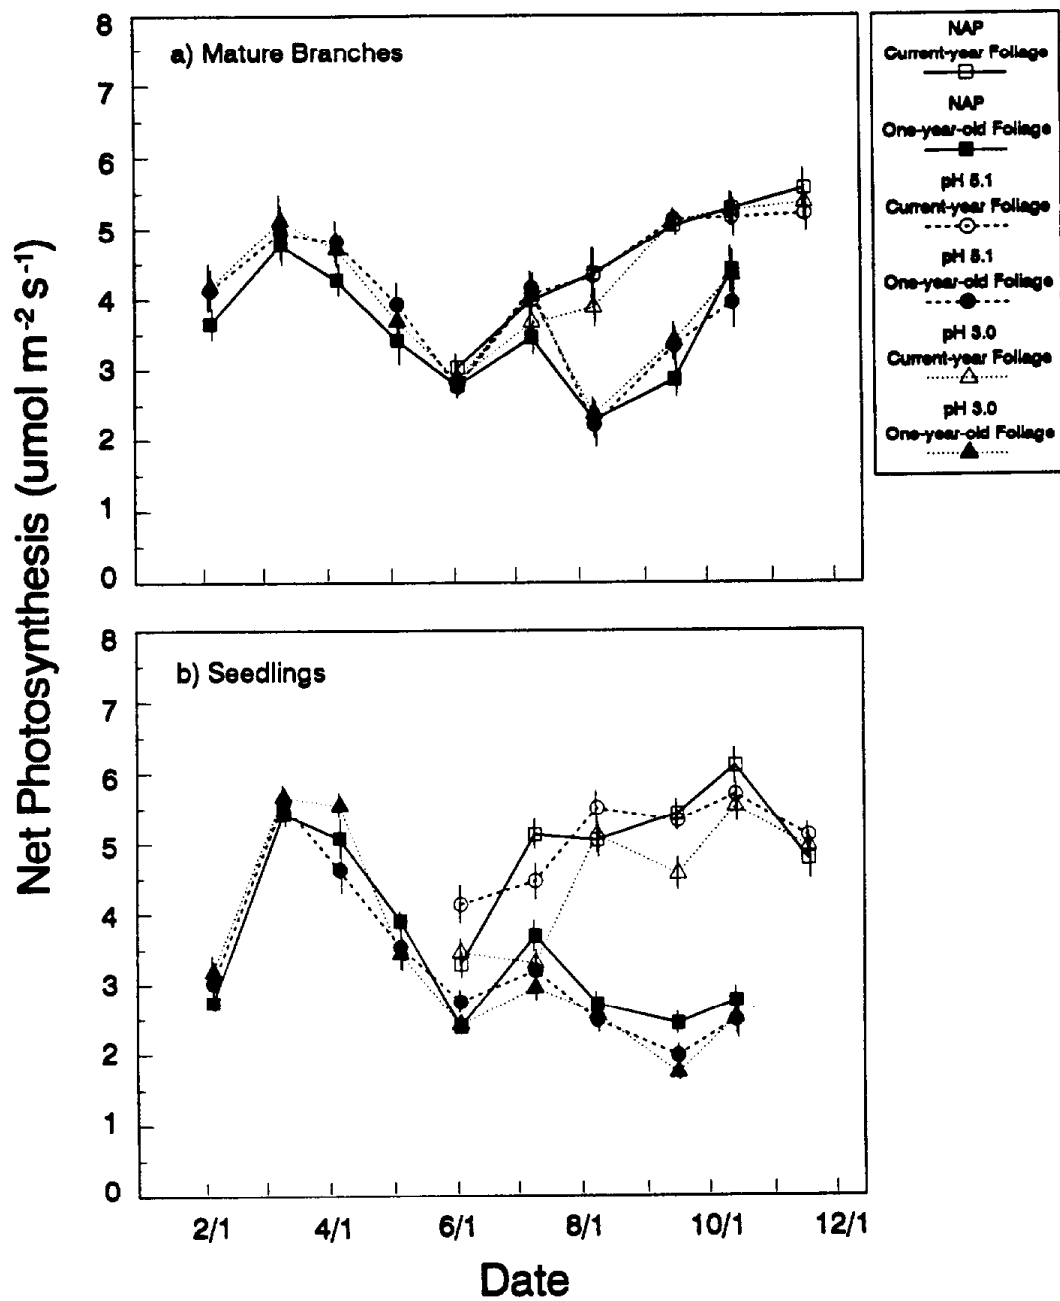 Net Photosynthesis (umol m⁻² s⁻¹)
8
7
6
5
4
3
2
1
0
a) Mature Branches
NAP
Current-year Foliage
NAP
One-year-old Foliage
pH 5.1
Current-year Foliage
pH 5.1
One-year-old Foliage
pH 3.0
Current-year Foliage
pH 3.0
One-year-old Foliage
8
7
6
5
4
3
2
1
0
b) Seedlings
2/1 4/1 6/1 8/1 10/1 12/1
Date